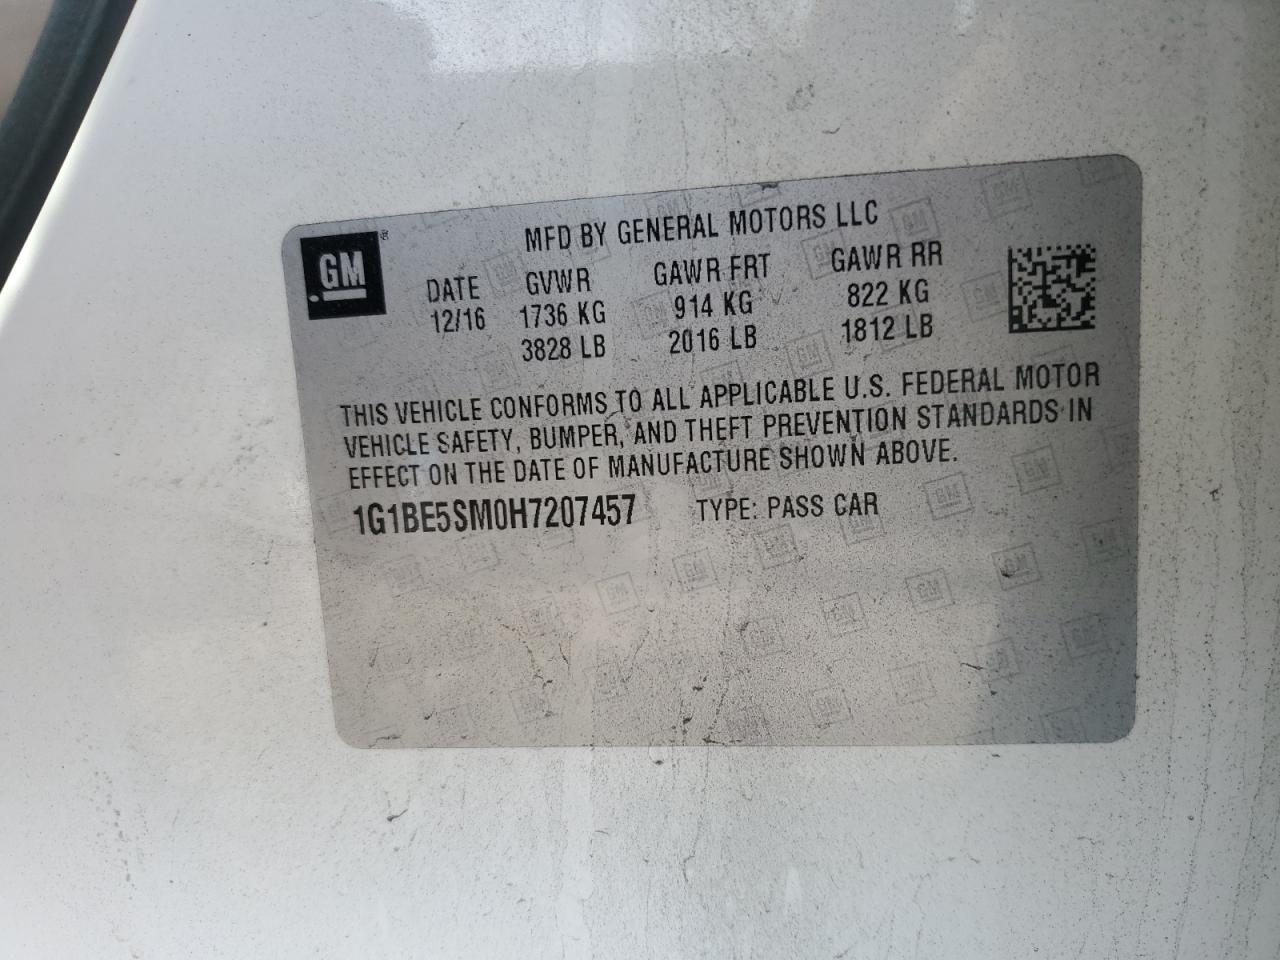 GM®
MFD BY GENERAL MOTORS LLC
DATE GVWR GAWR FRT GAWR RR
12/16 1736 KG 914 KG 822 KG
3828 LB 2016 LB 1812 LB
THIS VEHICLE CONFORMS TO ALL APPLICABLE U.S. FEDERAL MOTOR
VEHICLE SAFETY, BUMPER, AND THEFT PREVENTION STANDARDS IN
EFFECT ON THE DATE OF MANUFACTURE SHOWN ABOVE.
1G1BE5SM0H7207457 TYPE: PASS CAR